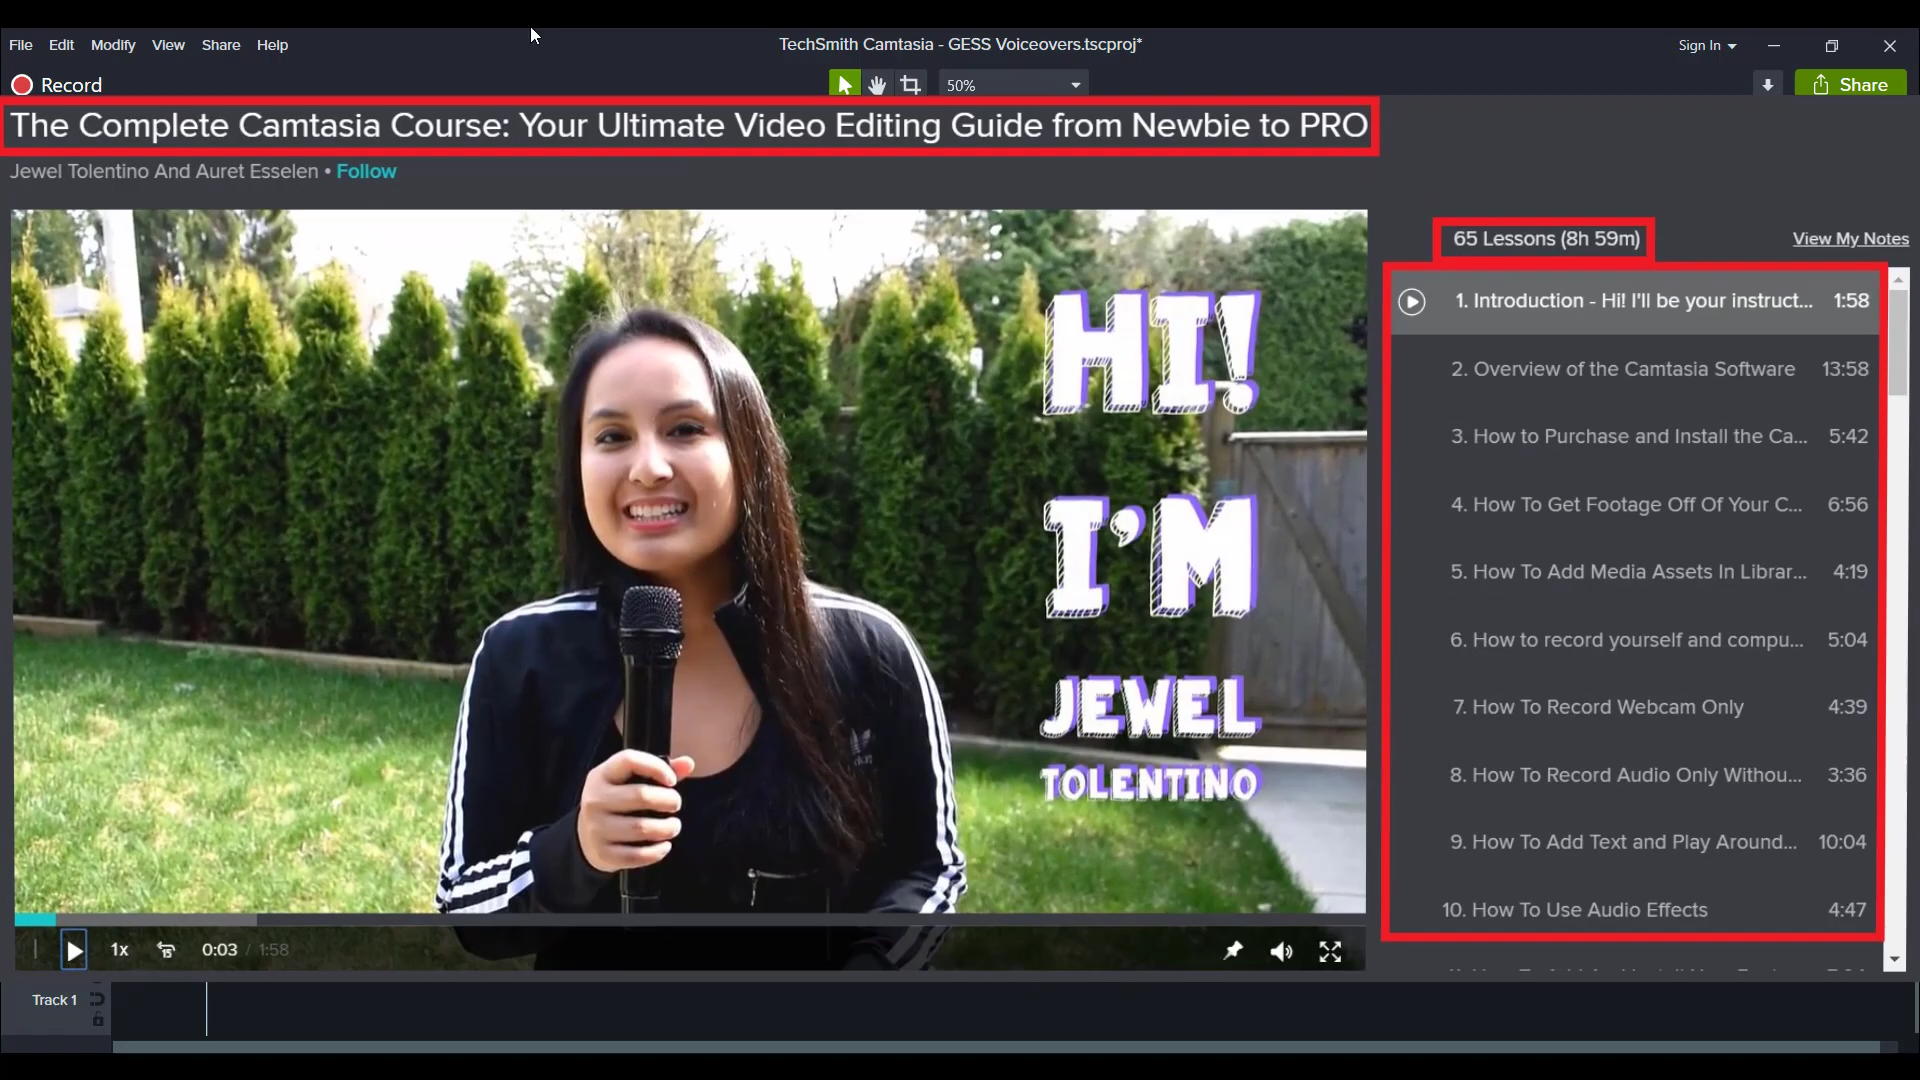 File Edit Modify View Share Help
TechSmith Camtasia - GESS Voiceovers.tscproj*
Sign In
Record
50%
Share
The Complete Camtasia Course: Your Ultimate Video Editing Guide from Newbie to PRO
Jewel Tolentino And Auret Esselen • Follow
65 Lessons (8h 59m)
View My Notes
HI!
I'M
JEWEL
TOLENTINO
1. Introduction - Hi! I'll be your instruct... 1:58
2. Overview of the Camtasia Software 13:58
3. How to Purchase and Install the Ca... 5:42
4. How To Get Footage Off Of Your C... 6:56
5. How To Add Media Assets In Librar... 4:19
6. How to record yourself and compu... 5:04
7. How To Record Webcam Only 4:39
8. How To Record Audio Only Withou... 3:36
9. How To Add Text and Play Around... 10:04
10. How To Use Audio Effects 4:47
1x 15 0:03 / 1:58
Track 1